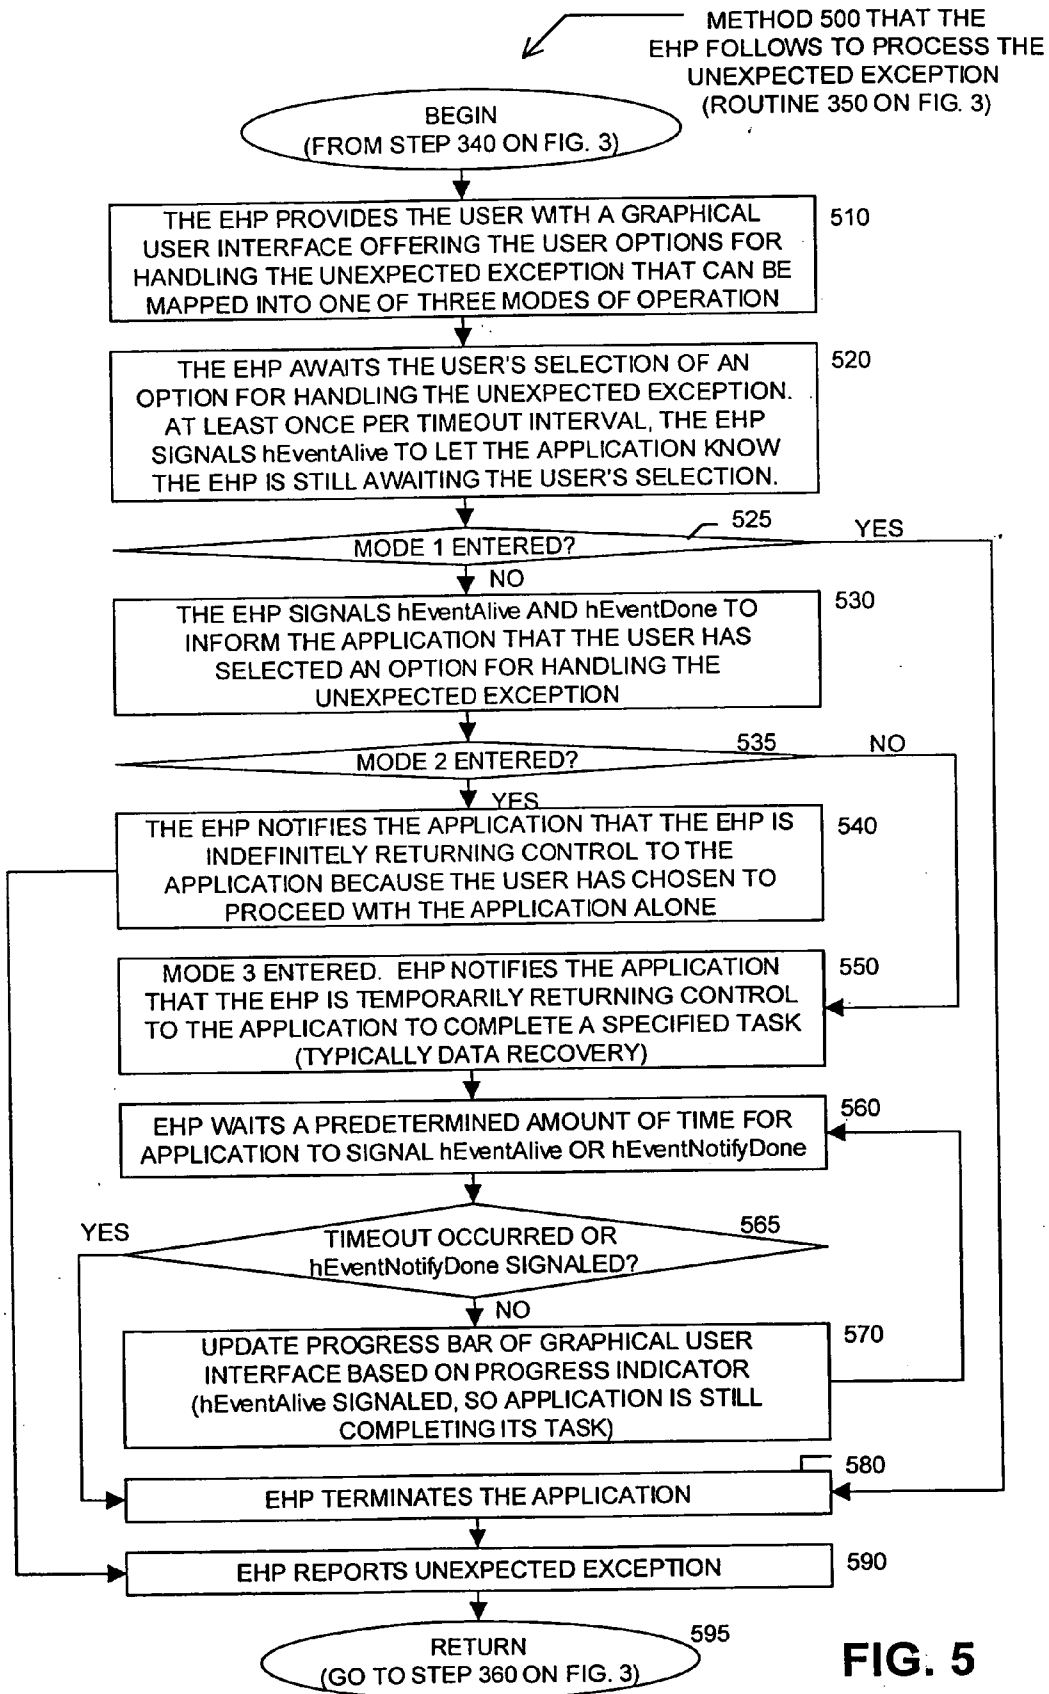 METHOD 500 THAT THE
EHP FOLLOWS TO PROCESS THE
UNEXPECTED EXCEPTION
(ROUTINE 350 ON FIG. 3)
BEGIN
(FROM STEP 340 ON FIG. 3)
THE EHP PROVIDES THE USER WITH A GRAPHICAL
USER INTERFACE OFFERING THE USER OPTIONS FOR
HANDLING THE UNEXPECTED EXCEPTION THAT CAN BE
MAPPED INTO ONE OF THREE MODES OF OPERATION
510
THE EHP AWAITS THE USER'S SELECTION OF AN
OPTION FOR HANDLING THE UNEXPECTED EXCEPTION.
AT LEAST ONCE PER TIMEOUT INTERVAL, THE EHP
SIGNALS hEventAlive TO LET THE APPLICATION KNOW
THE EHP IS STILL AWAITING THE USER'S SELECTION.
520
525
MODE 1 ENTERED?
YES
NO
THE EHP SIGNALS hEventAlive AND hEventDone TO
INFORM THE APPLICATION THAT THE USER HAS
SELECTED AN OPTION FOR HANDLING THE
UNEXPECTED EXCEPTION
530
MODE 2 ENTERED?
535
NO
YES
THE EHP NOTIFIES THE APPLICATION THAT THE EHP IS
INDEFINITELY RETURNING CONTROL TO THE
APPLICATION BECAUSE THE USER HAS CHOSEN TO
PROCEED WITH THE APPLICATION ALONE
540
MODE 3 ENTERED. EHP NOTIFIES THE APPLICATION
THAT THE EHP IS TEMPORARILY RETURNING CONTROL
TO THE APPLICATION TO COMPLETE A SPECIFIED TASK
(TYPICALLY DATA RECOVERY)
550
EHP WAITS A PREDETERMINED AMOUNT OF TIME FOR
APPLICATION TO SIGNAL hEventAlive OR hEventNotifyDone
560
YES
TIMEOUT OCCURRED OR
hEventNotifyDone SIGNALED?
565
NO
UPDATE PROGRESS BAR OF GRAPHICAL USER
INTERFACE BASED ON PROGRESS INDICATOR
(hEventAlive SIGNALED, SO APPLICATION IS STILL
COMPLETING ITS TASK)
570
580
EHP TERMINATES THE APPLICATION
EHP REPORTS UNEXPECTED EXCEPTION
590
RETURN
(GO TO STEP 360 ON FIG. 3)
595
FIG. 5